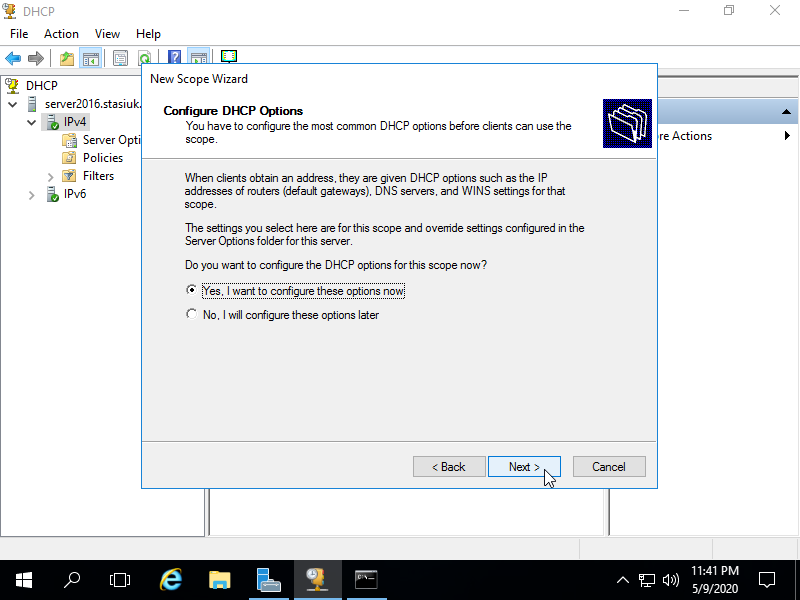 DHCP
File Action View Help
DHCP
server2016.stasiuk.
IPv4
Server Opti
Policies
Filters
IPv6
New Scope Wizard
Configure DHCP Options
You have to configure the most common DHCP options before clients can use the
scope.
When clients obtain an address, they are given DHCP options such as the IP
addresses of routers (default gateways), DNS servers, and WINS settings for that
scope.
The settings you select here are for this scope and override settings configured in the
Server Options folder for this server.
Do you want to configure the DHCP options for this scope now?
Yes, I want to configure these options now
No, I will configure these options later
< Back Next > Cancel
re Actions
11:41 PM
5/9/2020